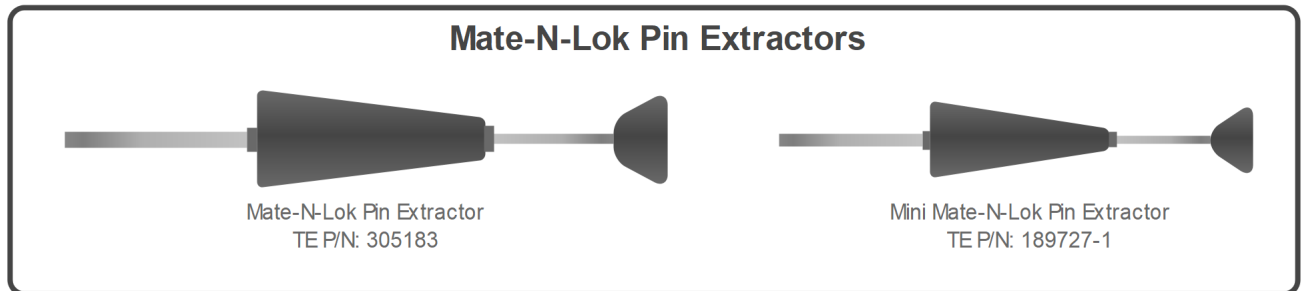 Mate-N-Lok Pin Extractors
Mate-N-Lok Pin Extractor
TE P/N: 305183
Mini Mate-N-Lok Pin Extractor
TE P/N: 189727-1